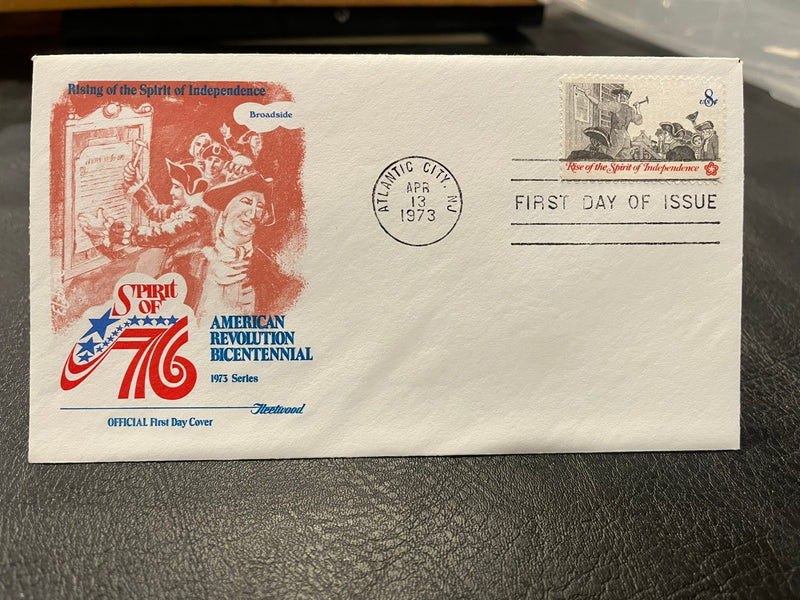 Rising of the Spirit of Independence
Broadside
SPIRIT
OF
76
AMERICAN
REVOLUTION
BICENTENNIAL
1973 Series
Fleetwood
OFFICIAL First Day Cover
ATLANTIC CITY, NJ
APR
13
1973
8
Rise of the Spirit of Independence
FIRST DAY OF ISSUE